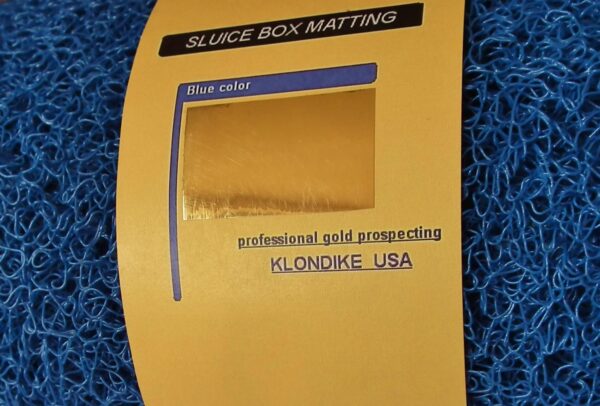 SLUICE BOX MATTING
Blue color
professional gold prospecting
KLONDIKE USA